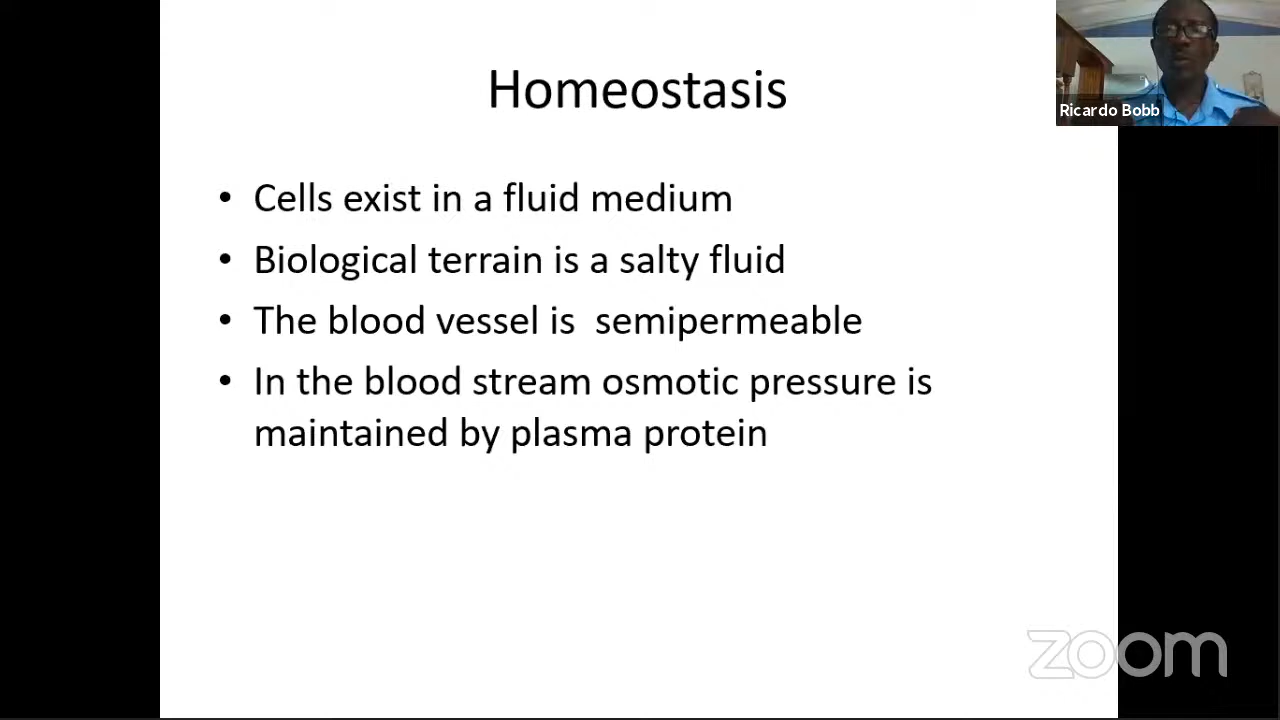 Homeostasis
Ricardo Bobb
• Cells exist in a fluid medium
• Biological terrain is a salty fluid
• The blood vessel is  semipermeable
• In the blood stream osmotic pressure is
maintained by plasma protein
zoom